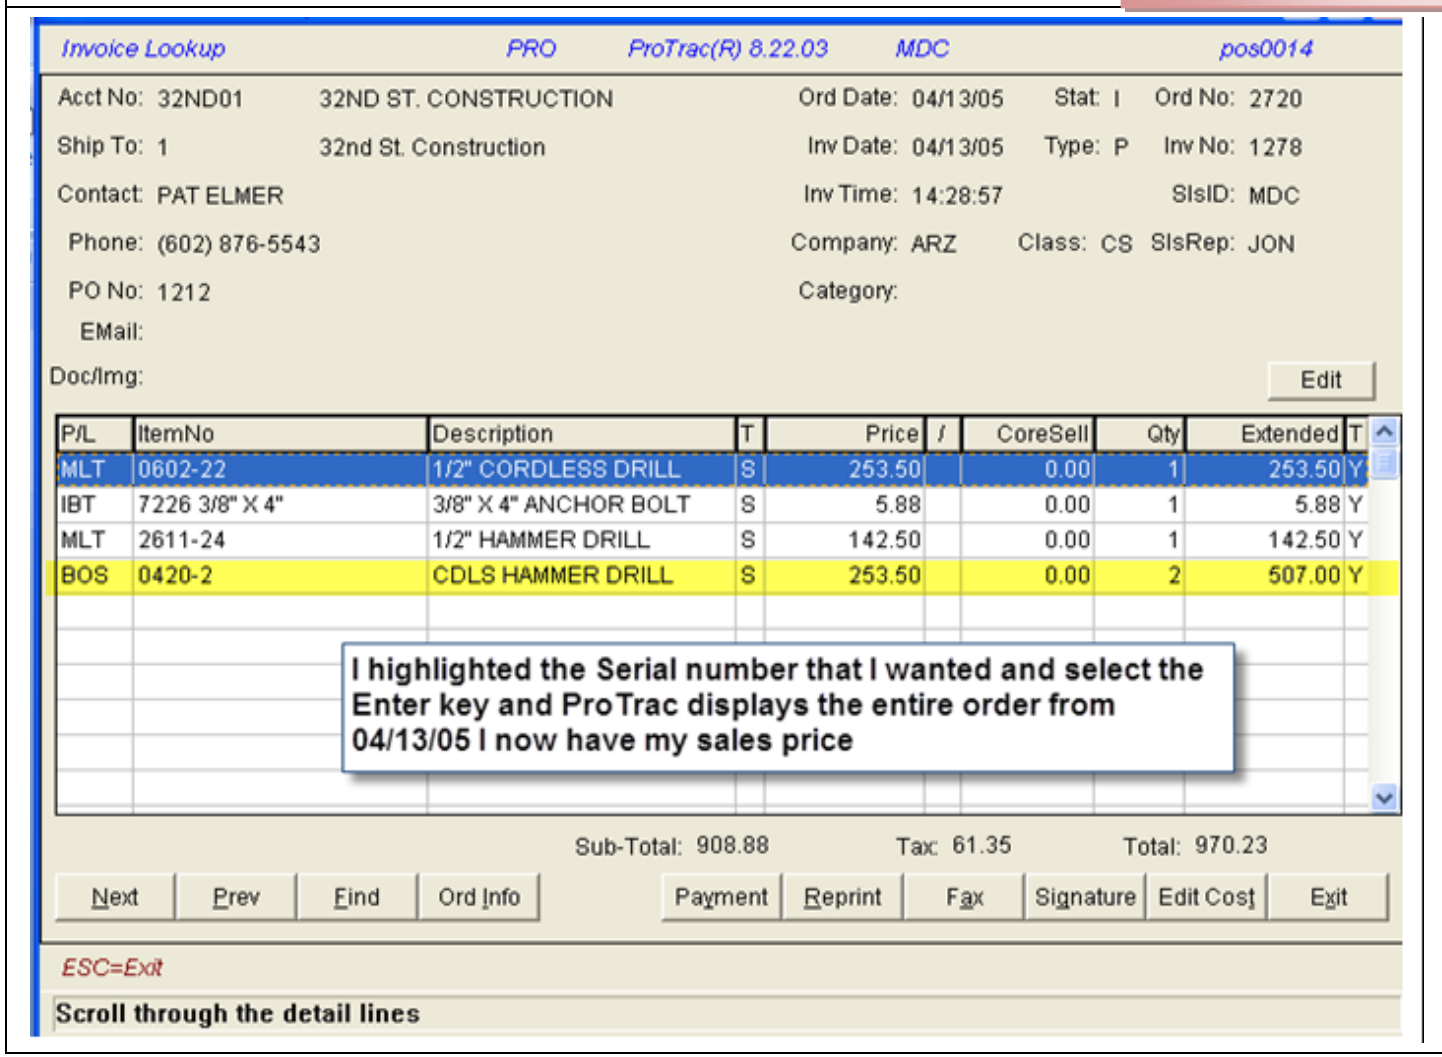 Invoice Lookup PRO ProTrac(R) 8.22.03 MDC pos0014
Acct No: 32ND01 32ND ST. CONSTRUCTION Ord Date: 04/13/05 Stat: I Ord No: 2720
Ship To: 1 32nd St. Construction Inv Date: 04/13/05 Type: P Inv No: 1278
Contact: PAT ELMER Inv Time: 14:28:57 SlsID: MDC
Phone: (602) 876-5543 Company: ARZ Class: CS SlsRep: JON
PO No: 1212 Category:
EMail:
Doc/Img: Edit
P/L ItemNo Description T Price / CoreSell Qty Extended T
MLT 0602-22 1/2" CORDLESS DRILL S 253.50 0.00 1 253.50 Y
IBT 7226 3/8" X 4" 3/8" X 4" ANCHOR BOLT S 5.88 0.00 1 5.88 Y
MLT 2611-24 1/2" HAMMER DRILL S 142.50 0.00 1 142.50 Y
BOS 0420-2 CDLS HAMMER DRILL S 253.50 0.00 2 507.00 Y
I highlighted the Serial number that I wanted and select the
Enter key and ProTrac displays the entire order from
04/13/05 I now have my sales price
Sub-Total: 908.88 Tax: 61.35 Total: 970.23
Next Prev Find Ord Info Payment Reprint Fax Signature Edit Cost Exit
ESC=Exit
Scroll through the detail lines